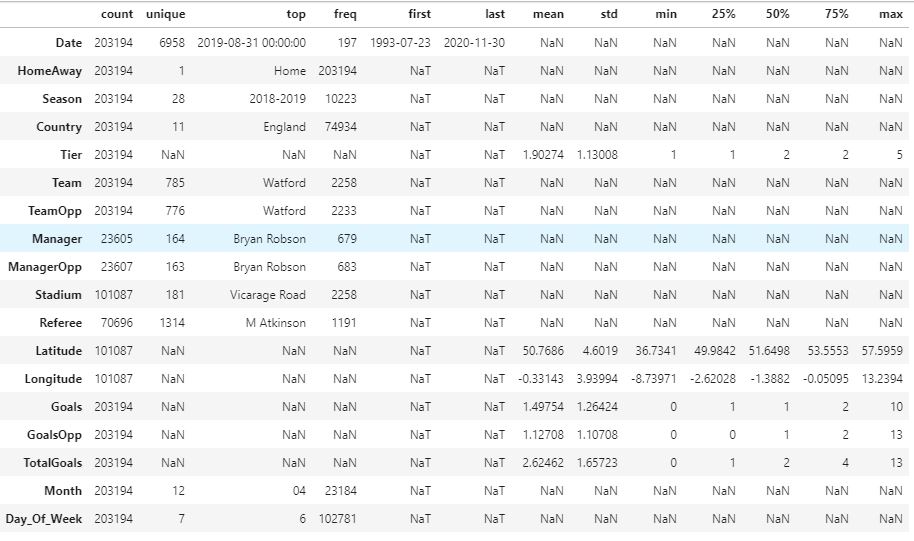 count unique top freq first last mean std min 25% 50% 75% max
Date 203194 6958 2019-08-31 00:00:00 197 1993-07-23 2020-11-30 NaN NaN NaN NaN NaN NaN NaN
HomeAway 203194 1 Home 203194 NaT NaT NaN NaN NaN NaN NaN NaN NaN
Season 203194 28 2018-2019 10223 NaT NaT NaN NaN NaN NaN NaN NaN NaN
Country 203194 11 England 74934 NaT NaT NaN NaN NaN NaN NaN NaN NaN
Tier 203194 NaN NaN NaN NaT NaT 1.90274 1.13008 1 1 2 2 5
Team 203194 785 Watford 2258 NaT NaT NaN NaN NaN NaN NaN NaN NaN
TeamOpp 203194 776 Watford 2233 NaT NaT NaN NaN NaN NaN NaN NaN NaN
Manager 23605 164 Bryan Robson 679 NaT NaT NaN NaN NaN NaN NaN NaN NaN
ManagerOpp 23607 163 Bryan Robson 683 NaT NaT NaN NaN NaN NaN NaN NaN NaN
Stadium 101087 181 Vicarage Road 2258 NaT NaT NaN NaN NaN NaN NaN NaN NaN
Referee 70696 1314 M Atkinson 1191 NaT NaT NaN NaN NaN NaN NaN NaN NaN
Latitude 101087 NaN NaN NaN NaT NaT 50.7686 4.6019 36.7341 49.9842 51.6498 53.5553 57.5959
Longitude 101087 NaN NaN NaN NaT NaT -0.33143 3.93994 -8.73971 -2.62028 -1.3882 -0.05095 13.2394
Goals 203194 NaN NaN NaN NaT NaT 1.49754 1.26424 0 1 1 2 10
GoalsOpp 203194 NaN NaN NaN NaT NaT 1.12708 1.10708 0 0 1 2 13
TotalGoals 203194 NaN NaN NaN NaT NaT 2.62462 1.65723 0 1 2 4 13
Month 203194 12 04 23184 NaT NaT NaN NaN NaN NaN NaN NaN NaN
Day_Of_Week 203194 7 6 102781 NaT NaT NaN NaN NaN NaN NaN NaN NaN